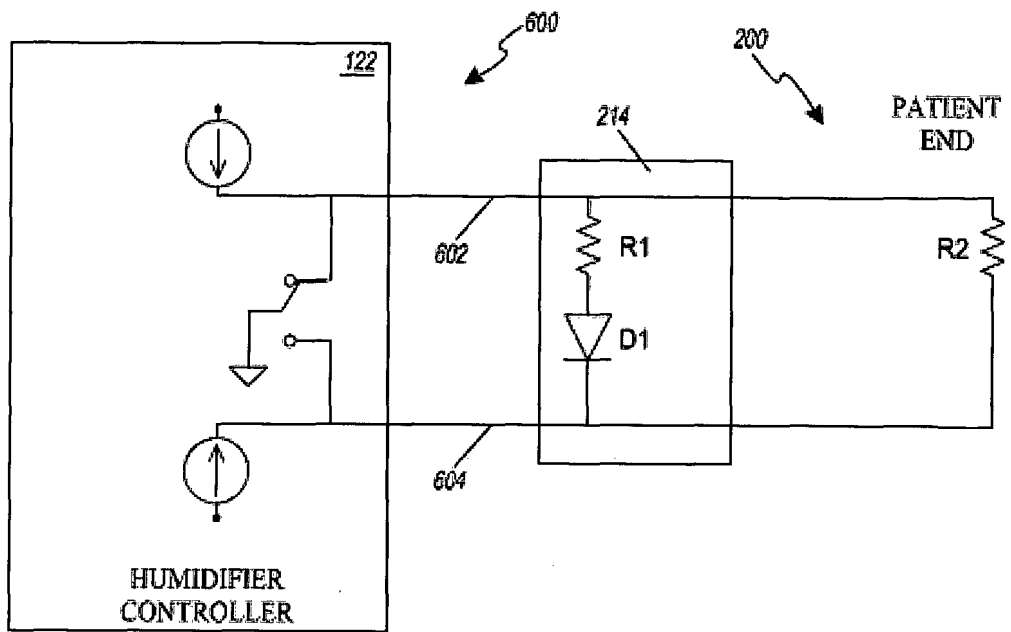 600
122
200
PATIENT
END
214
602
R1
R2
D1
604
HUMIDIFIER
CONTROLLER